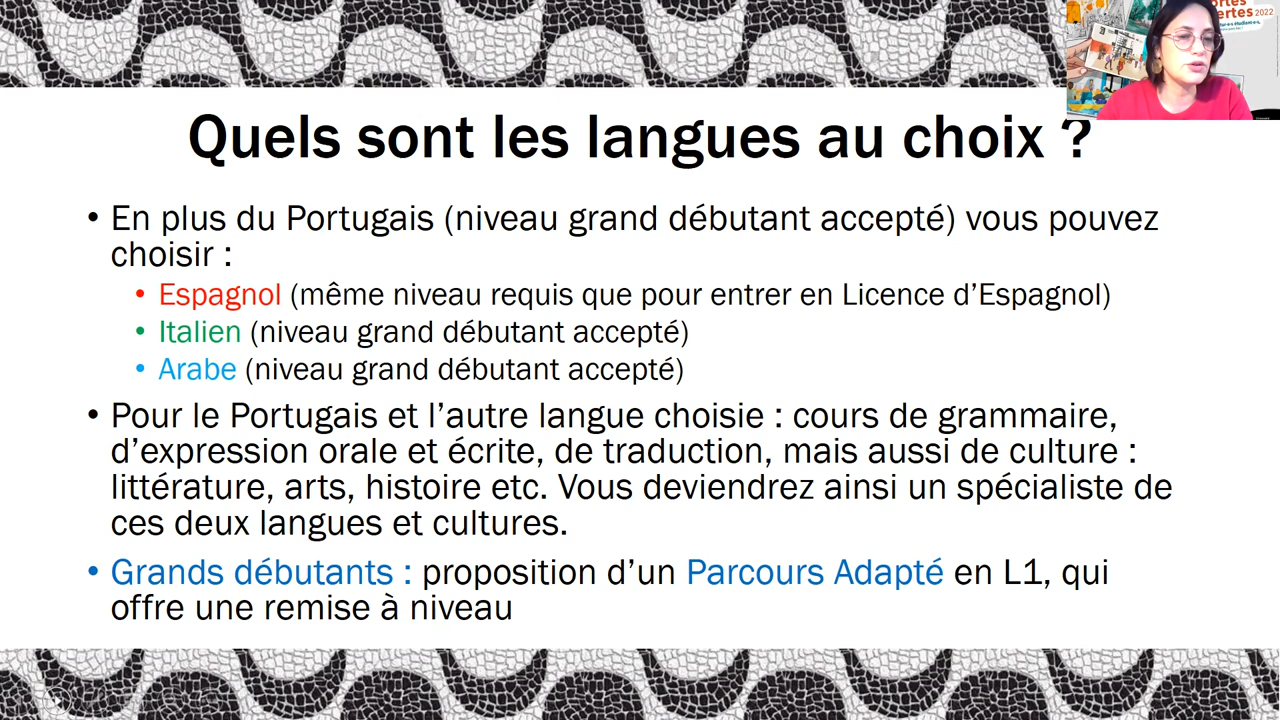 ortes
ertes 2022
Quels sont les langues au choix ?
• En plus du Portugais (niveau grand débutant accepté) vous pouvez
choisir :
• Espagnol (même niveau requis que pour entrer en Licence d’Espagnol)
• Italien (niveau grand débutant accepté)
• Arabe (niveau grand débutant accepté)
• Pour le Portugais et l’autre langue choisie : cours de grammaire,
d’expression orale et écrite, de traduction, mais aussi de culture :
littérature, arts, histoire etc. Vous deviendrez ainsi un spécialiste de
ces deux langues et cultures.
• Grands débutants : proposition d’un Parcours Adapté en L1, qui
offre une remise à niveau